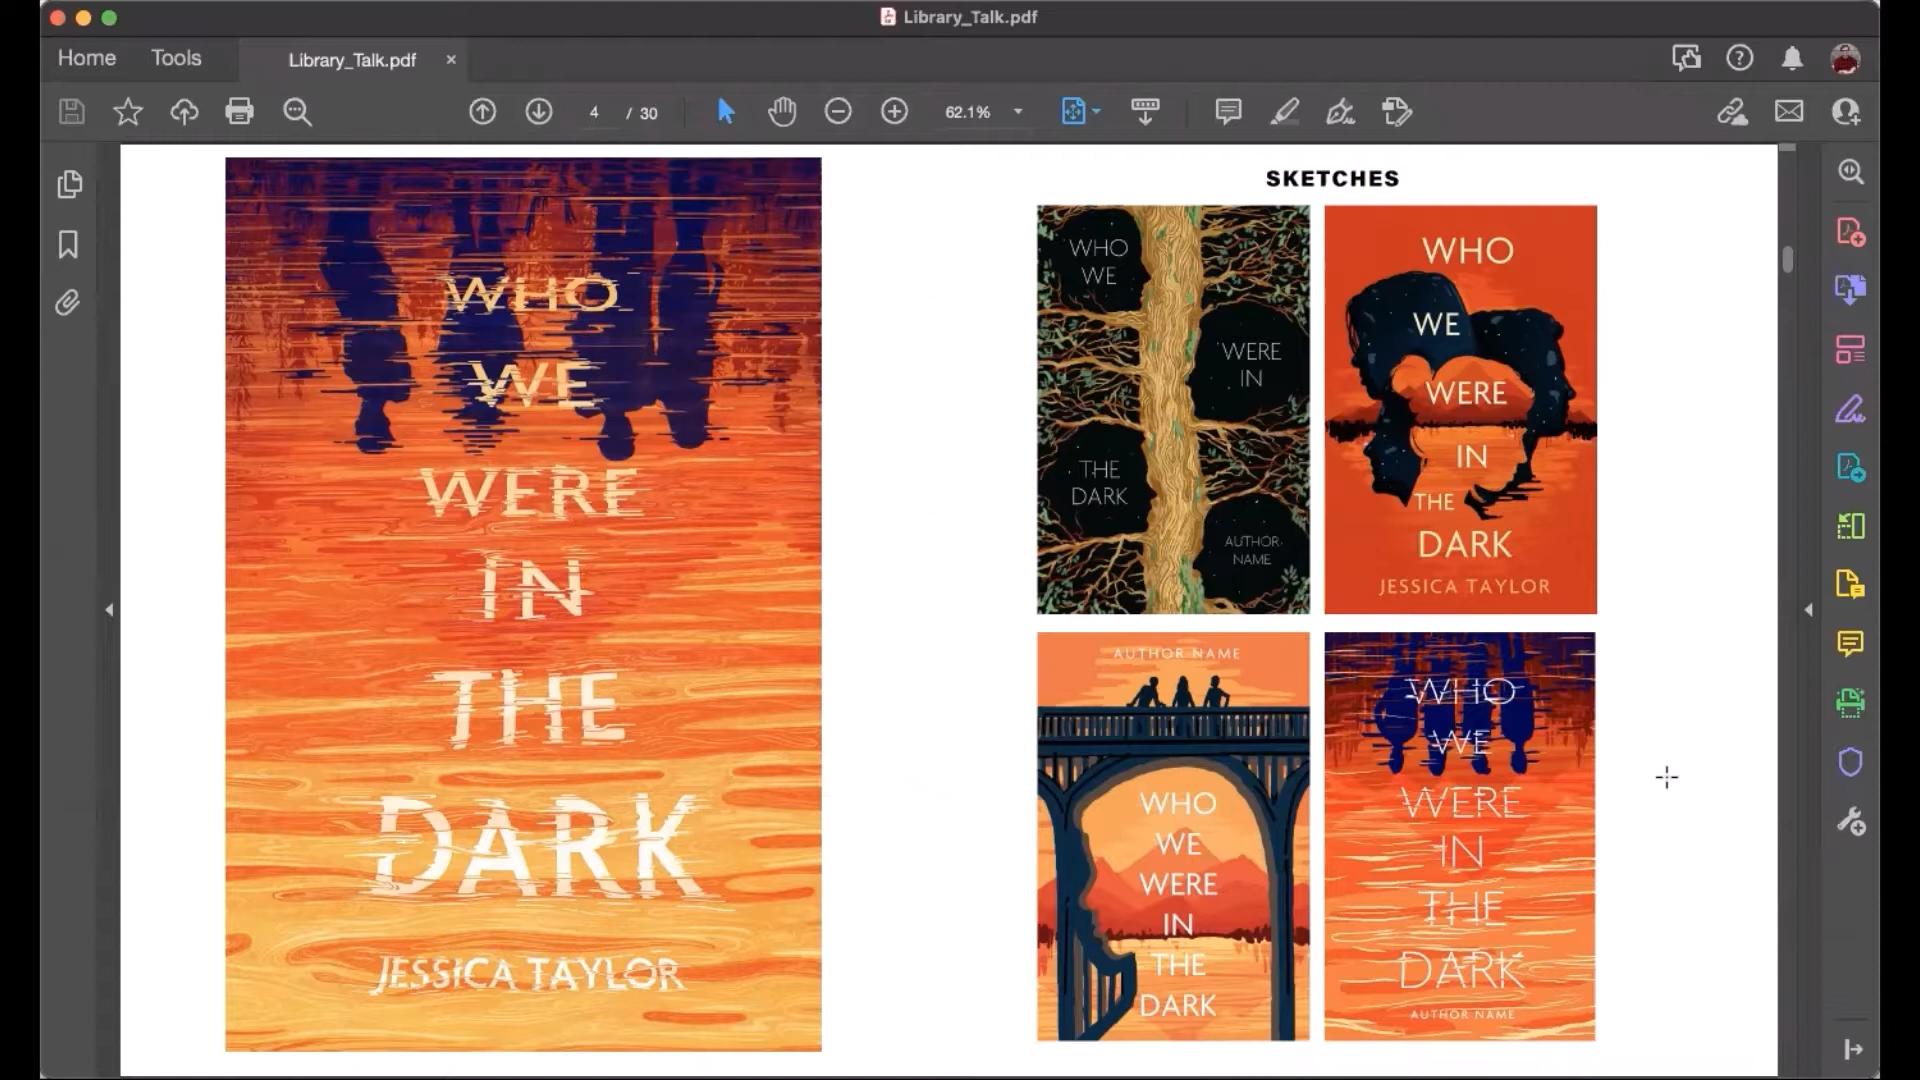 Library_Talk.pdf
Home
Tools
Library_Talk.pdf
4 / 30
62.1%
WHO
WE
WERE
IN
THE
DARK
JESSICA TAYLOR
SKETCHES
WHO
WE
WERE
IN
THE
DARK
AUTHOR
NAME
WHO
WE
WERE
IN
THE
DARK
JESSICA TAYLOR
AUTHOR NAME
WHO
WE
WERE
IN
THE
DARK
WHO
WE
WERE
IN
THE
DARK
AUTHOR NAME